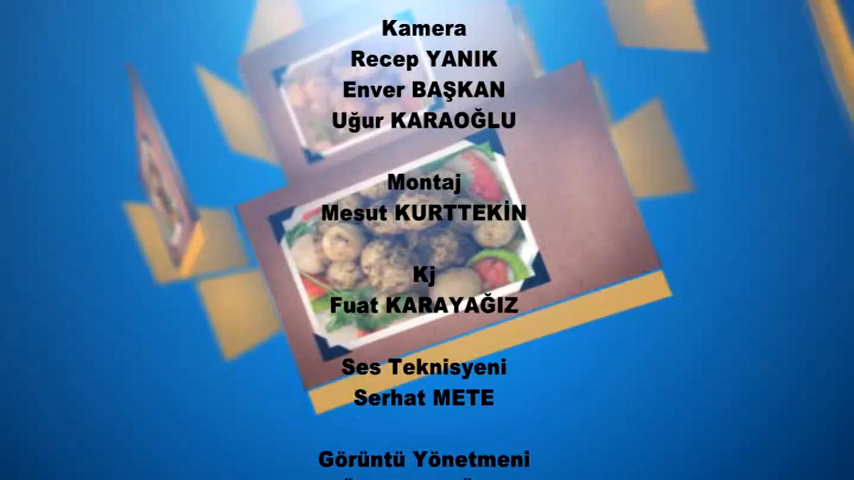 Kamera
Recep YANIK
Enver BAŞKAN
Uğur KARAOĞLU
Montaj
Mesut KURTTEKİN
Kj
Fuat KARAYAĞIZ
Ses Teknisyeni
Serhat METE
Görüntü Yönetmeni